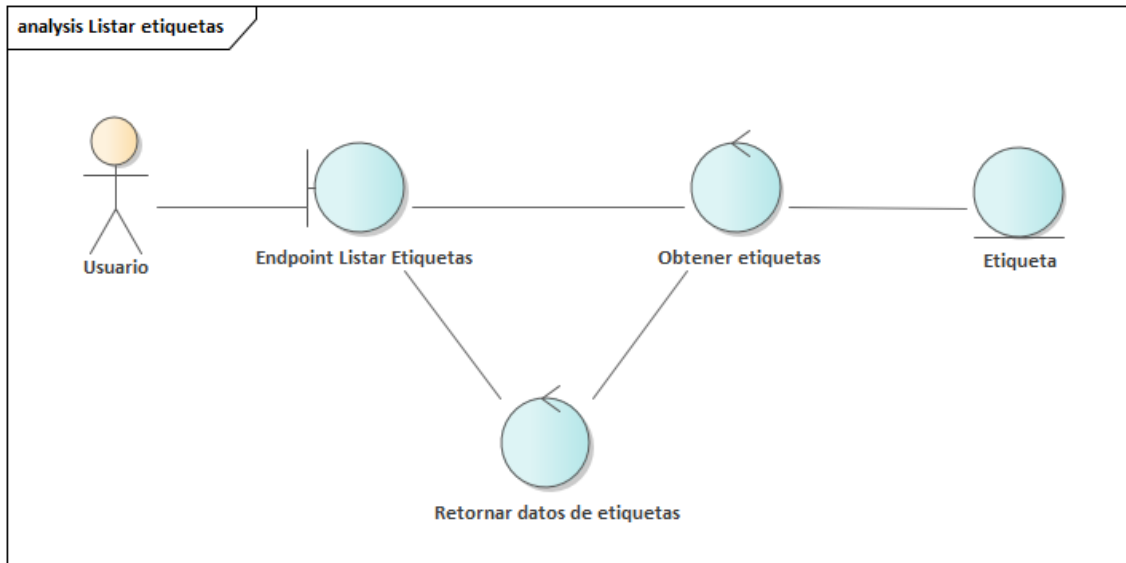 analysis Listar etiquetas
Usuario
Endpoint Listar Etiquetas
Obtener etiquetas
Etiqueta
Retornar datos de etiquetas